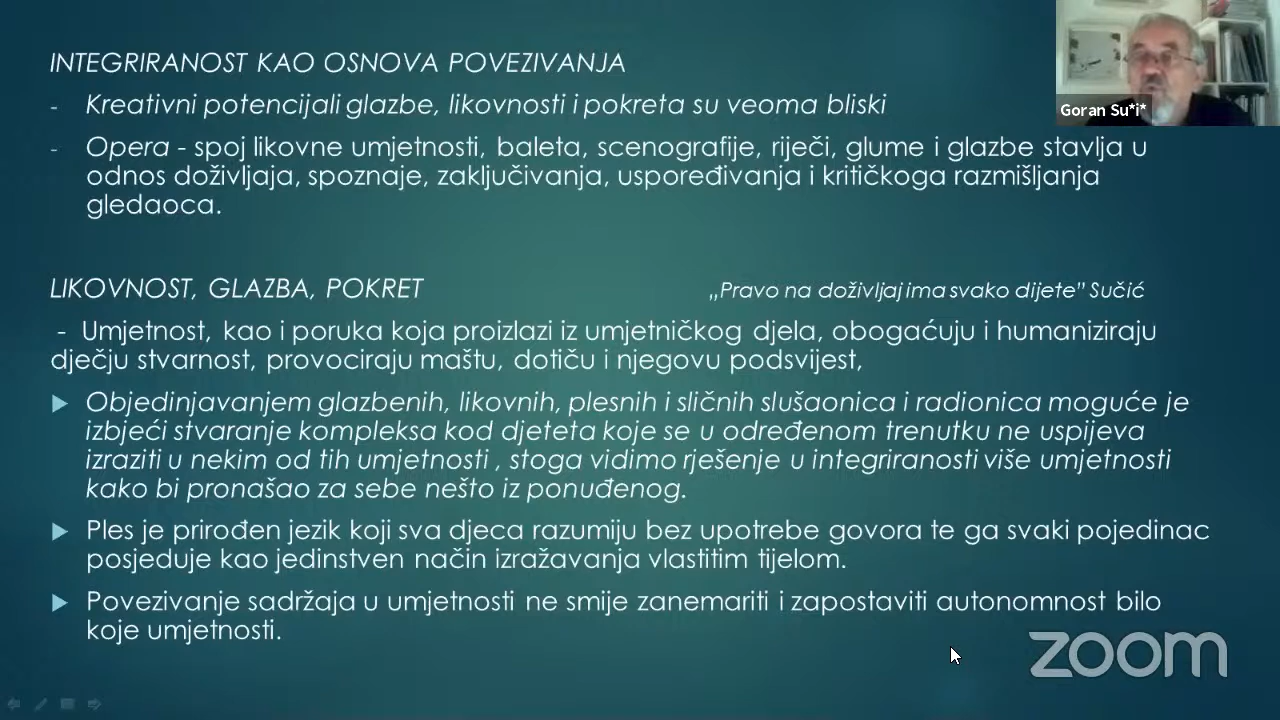 INTEGRIRANOST KAO OSNOVA POVEZIVANJA
- Kreativni potencijali glazbe, likovnosti i pokreta su veoma bliski
- Opera - spoj likovne umjetnosti, baleta, scenografije, riječi, glume i glazbe stavlja u
odnos doživljaja, spoznaje, zaključivanja, uspoređivanja i kritičkoga razmišljanja
gledaoca.
LIKOVNOST, GLAZBA, POKRET „Pravo na doživljaj ima svako dijete" Sučić
- Umjetnost, kao i poruka koja proizlazi iz umjetničkog djela, obogaćuju i humaniziraju
dječju stvarnost, provociraju maštu, dotiču i njegovu podsvijest,
Objedinjavanjem glazbenih, likovnih, plesnih i sličnih slušaonica i radionica moguće je
izbjeći stvaranje kompleksa kod djeteta koje se u određenom trenutku ne uspijeva
izraziti u nekim od tih umjetnosti , stoga vidimo rješenje u integriranosti više umjetnosti
kako bi pronašao za sebe nešto iz ponuđenog.
Ples je prirođen jezik koji sva djeca razumiju bez upotrebe govora te ga svaki pojedinac
posjeduje kao jedinstven način izražavanja vlastitim tijelom.
Povezivanje sadržaja u umjetnosti ne smije zanemariti i zapostaviti autonomnost bilo
koje umjetnosti.
Goran Su*i*
zoom